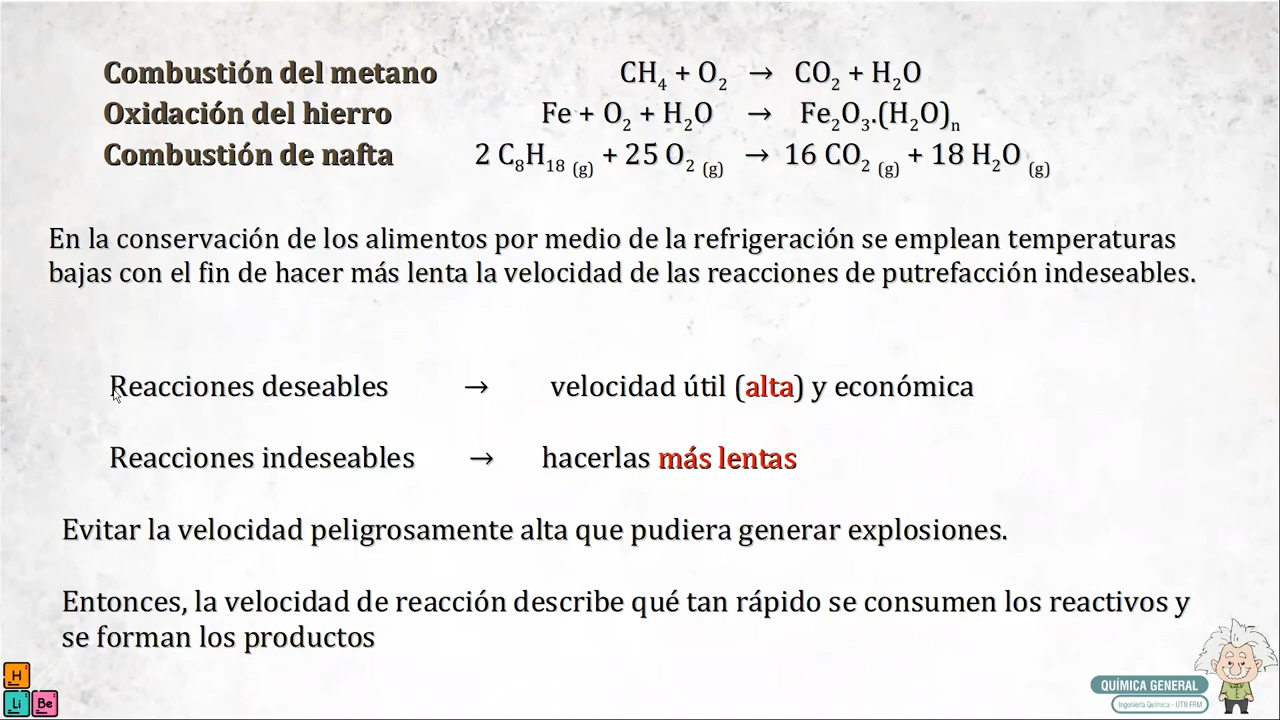 Combustión del metano CH₄ + O₂ → CO₂ + H₂O
Oxidación del hierro Fe + O₂ + H₂O → Fe₂O₃.(H₂O)ₙ
Combustión de nafta 2 C₈H₁₈ (g) + 25 O₂ (g) → 16 CO₂ (g) + 18 H₂O (g)
En la conservación de los alimentos por medio de la refrigeración se emplean temperaturas
bajas con el fin de hacer más lenta la velocidad de las reacciones de putrefacción indeseables.
Reacciones deseables → velocidad útil (alta) y económica
Reacciones indeseables → hacerlas más lentas
Evitar la velocidad peligrosamente alta que pudiera generar explosiones.
Entonces, la velocidad de reacción describe qué tan rápido se consumen los reactivos y
se forman los productos
H
Li Be
QUÍMICA GENERAL
Ingeniería Química - UTN FRM